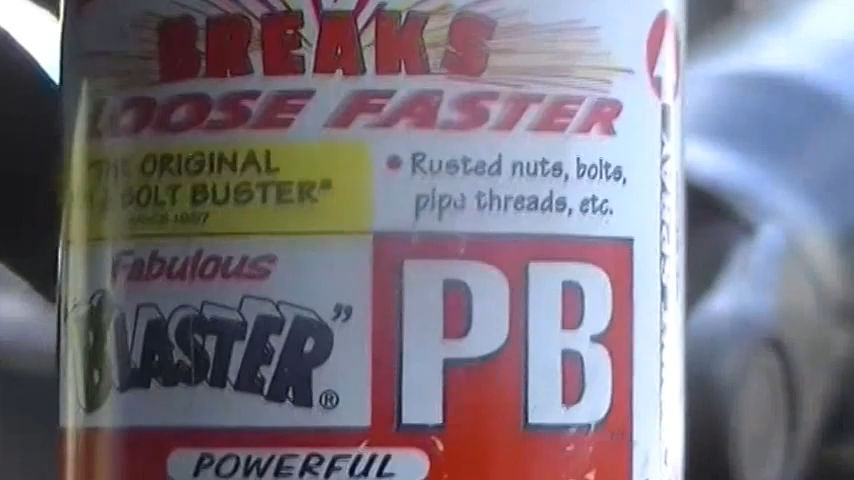 BREAKS
LOOSE FASTER
THE ORIGINAL
BOLT BUSTER"
• Rusted nuts, bolts,
pipe threads, etc.
Fabulous
BLASTER" ®
PB
POWERFUL